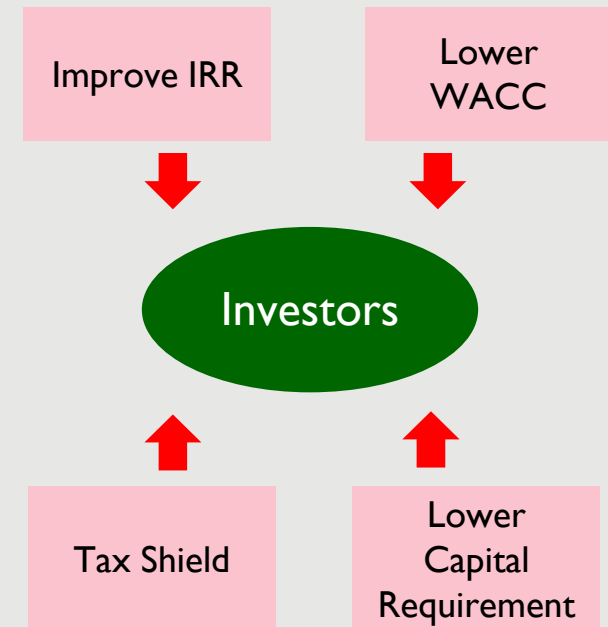 Improve IRR
Lower
WACC
Investors
Tax Shield
Lower
Capital
Requirement